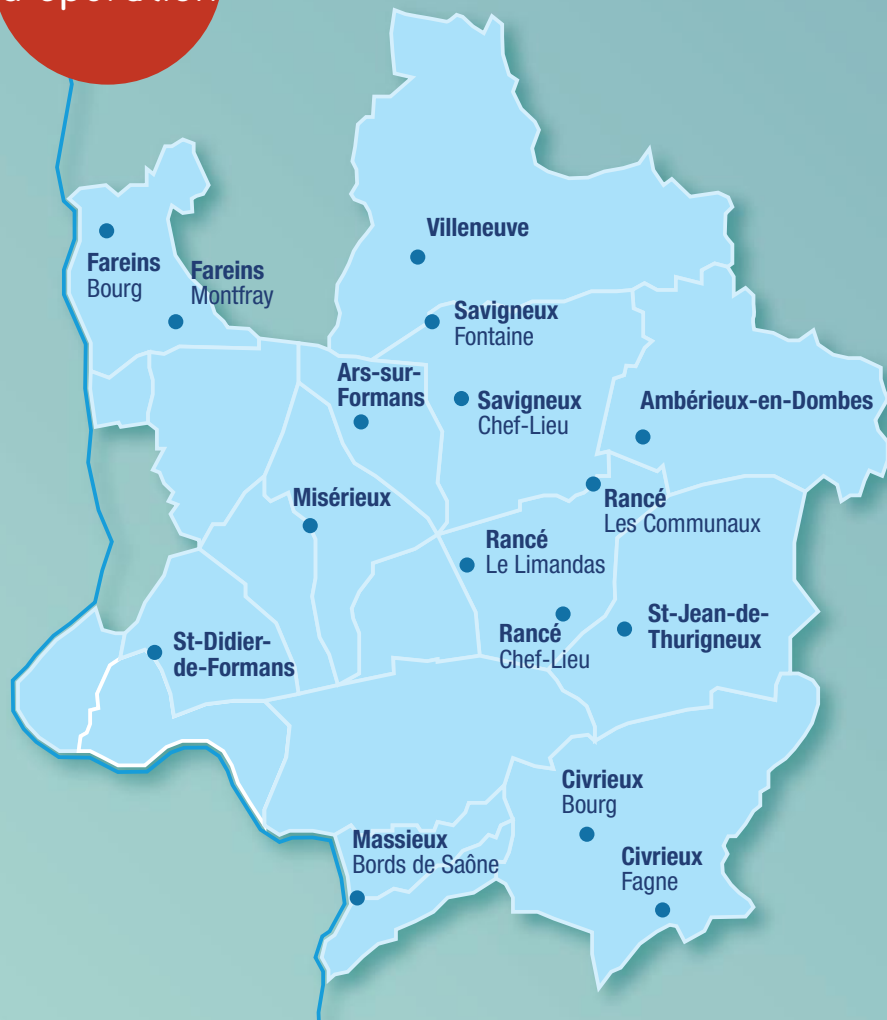 Villeneuve
Fareins
Bourg
Fareins
Montfray
Savigneux
Fontaine
Ars-sur-
Formans
Savigneux
Chef-Lieu
Ambérieux-en-Dombes
Misérieux
Rancé
Les Communaux
Rancé
Le Limandas
St-Didier-
de-Formans
Rancé
Chef-Lieu
St-Jean-de-
Thurigneux
Civrieux
Bourg
Massieux
Bords de Saône
Civrieux
Fagne